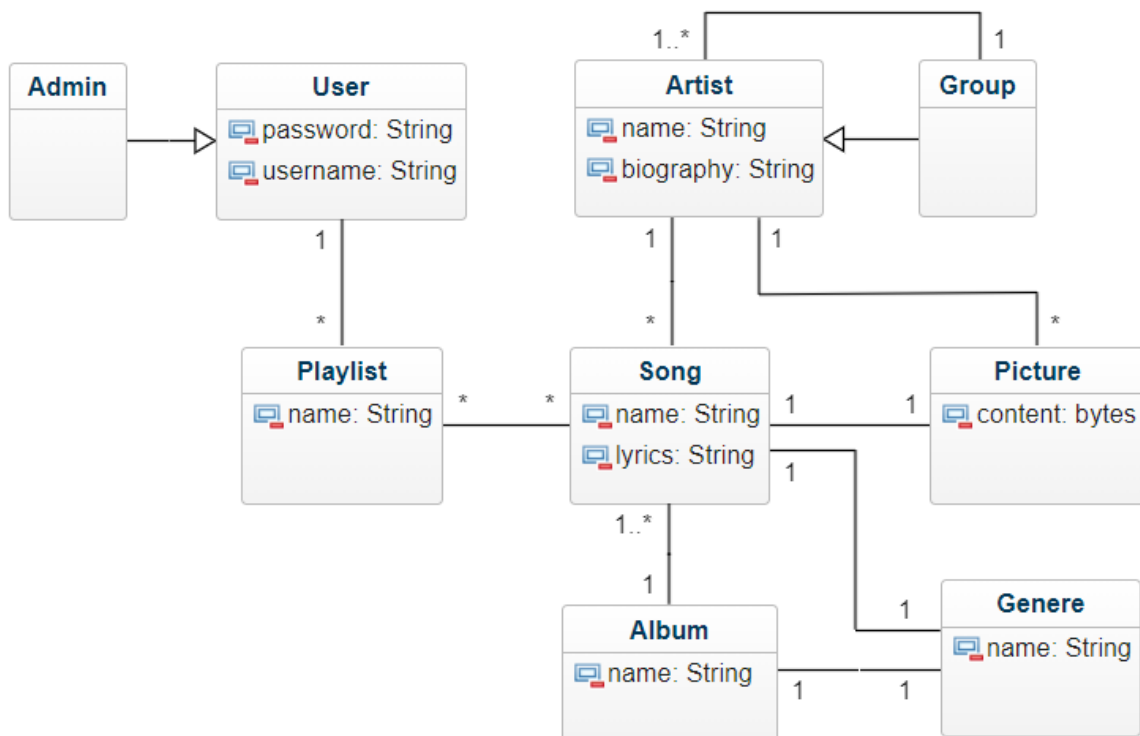 1..*
1
Admin
User
password: String
username: String
Artist
name: String
biography: String
Group
1
*
1
*
1
*
Playlist
name: String
*
*
Song
name: String
lyrics: String
1
1
1
Picture
content: bytes
1..*
1
1
Album
name: String
1
1
Genere
name: String